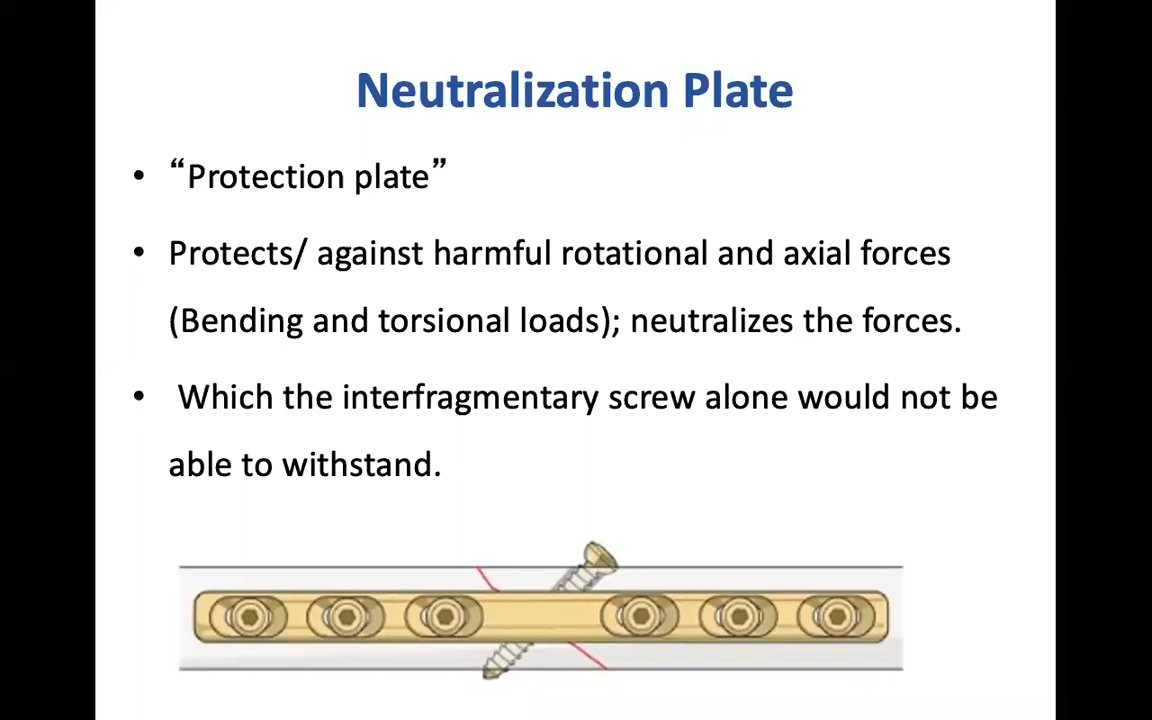 Neutralization Plate
• “Protection plate”
• Protects/ against harmful rotational and axial forces
(Bending and torsional loads); neutralizes the forces.
• Which the interfragmentary screw alone would not be
able to withstand.